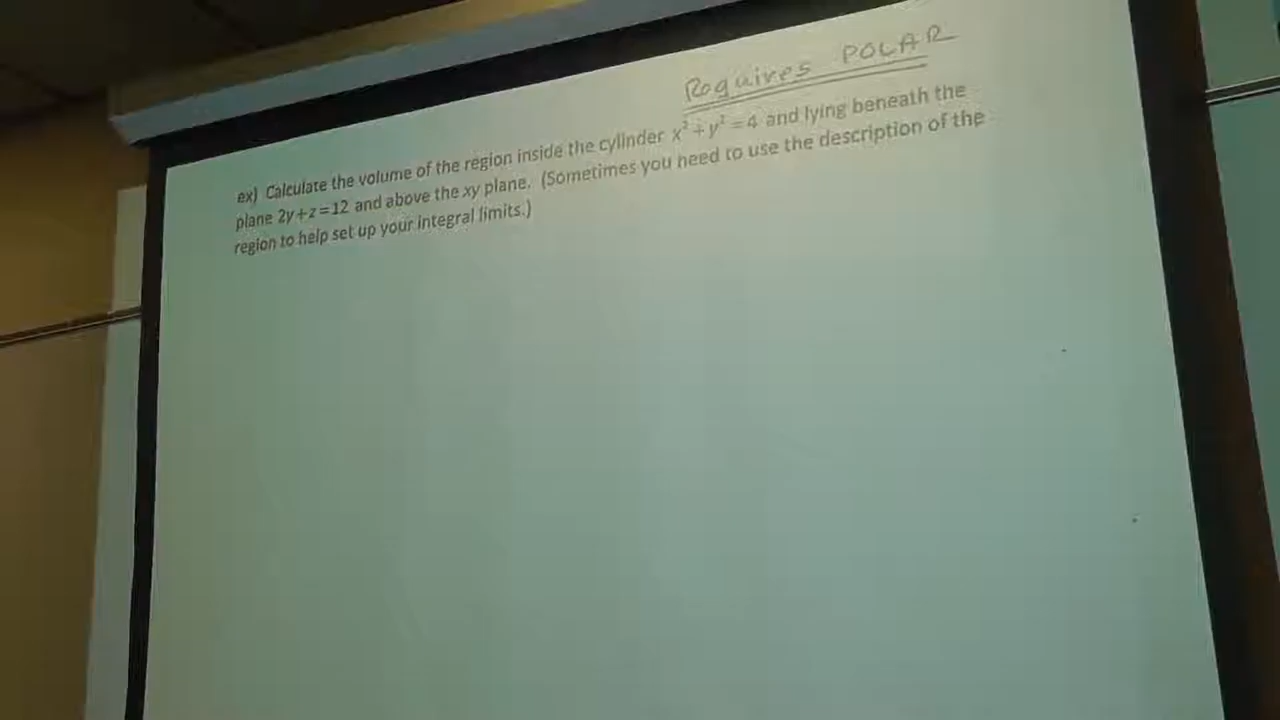 Requires POLAR
ex) Calculate the volume of the region inside the cylinder x²+y²=4 and lying beneath the
plane 2y+z=12 and above the xy plane. (Sometimes you need to use the description of the
region to help set up your integral limits.)